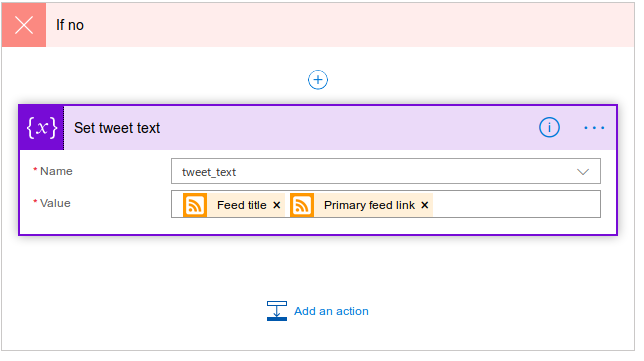 If no
{x} Set tweet text
* Name tweet_text
* Value Feed title × Primary feed link ×
Add an action